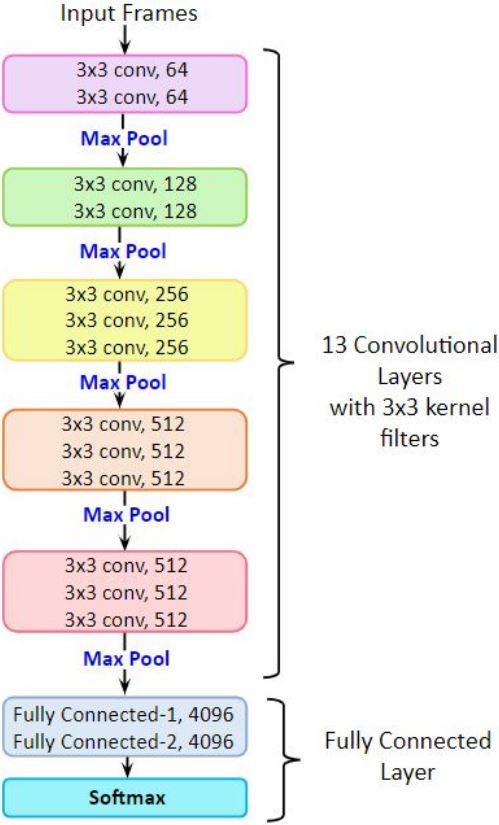 Input Frames
3x3 conv, 64
3x3 conv, 64
Max Pool
3x3 conv, 128
3x3 conv, 128
Max Pool
3x3 conv, 256
3x3 conv, 256
3x3 conv, 256
Max Pool
3x3 conv, 512
3x3 conv, 512
3x3 conv, 512
Max Pool
3x3 conv, 512
3x3 conv, 512
3x3 conv, 512
Max Pool
13 Convolutional
Layers
with 3x3 kernel
filters
Fully Connected-1, 4096
Fully Connected-2, 4096
Softmax
Fully Connected
Layer